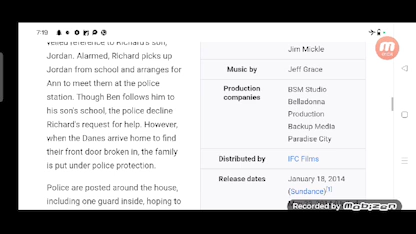 7:19
veiled reference to Richard's son,
Jordan. Alarmed, Richard picks up
Jordan from school and arranges for
Ann to meet them at the police
station. Though Ben follows him to
his son's school, the police decline
Richard's request for help. However,
when the Danes arrive home to find
their front door broken in, the family
is put under police protection.
Police are posted around the house,
including one guard inside, hoping to
Jim Mickle
Music by Jeff Grace
Production BSM Studio
companies Belladonna
Production
Backup Media
Paradise City
Distributed by IFC Films
Release dates January 18, 2014
(Sundance)[1]
Recorded by Mobizen